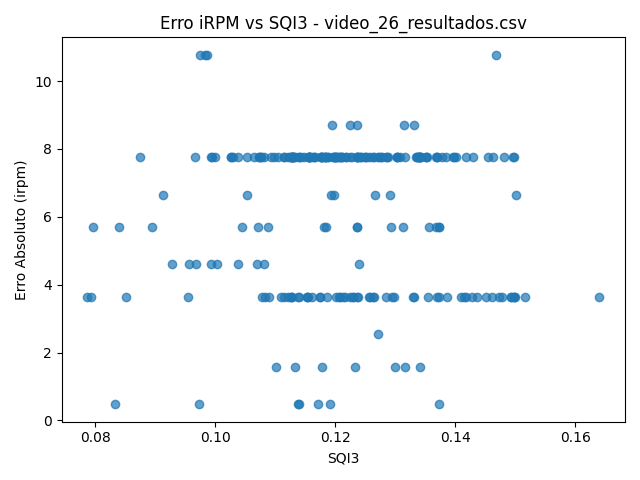 Erro iRPM vs SQI3 - video_26_resultados.csv
Erro Absoluto (irpm)
10
8
6
4
2
0
0.08 0.10 0.12 0.14 0.16
SQI3